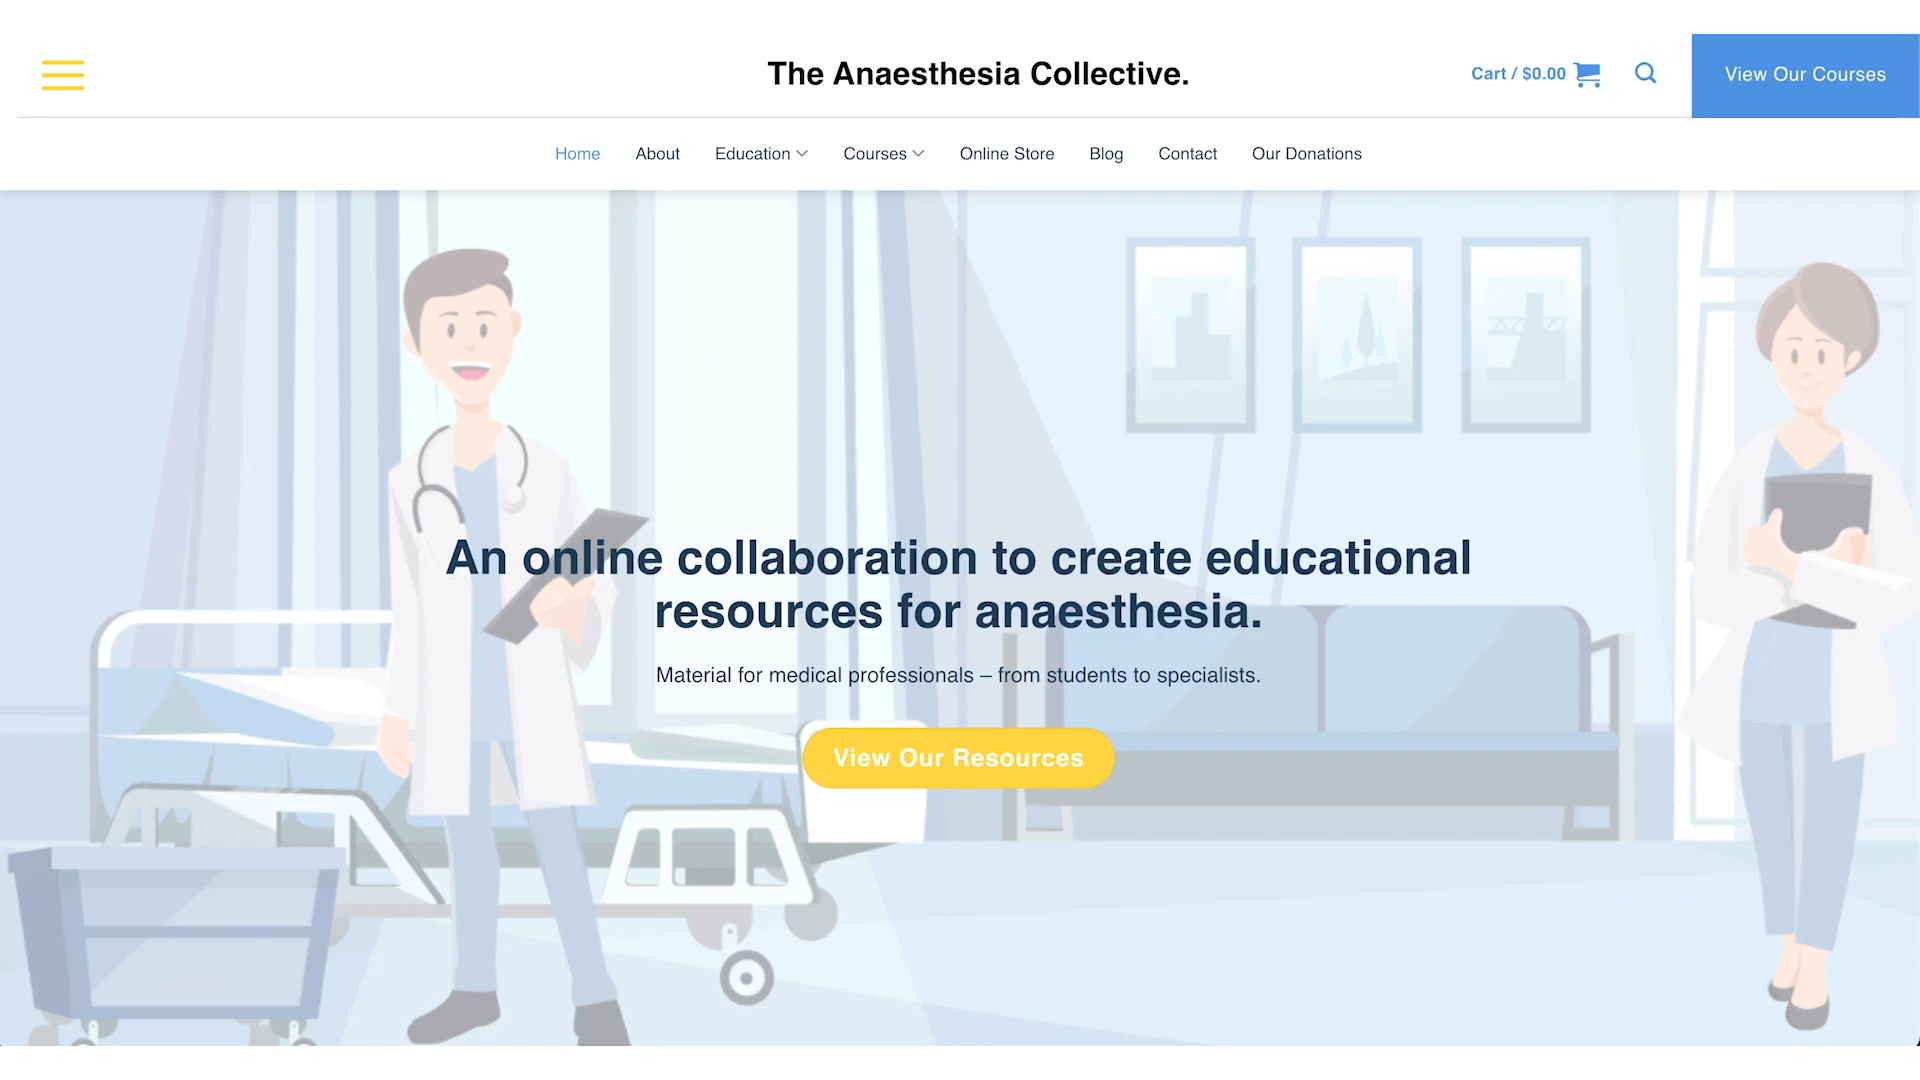 The Anaesthesia Collective.
Cart / $0.00
View Our Courses
Home About Education Courses Online Store Blog Contact Our Donations
An online collaboration to create educational
resources for anaesthesia.
Material for medical professionals – from students to specialists.
View Our Resources